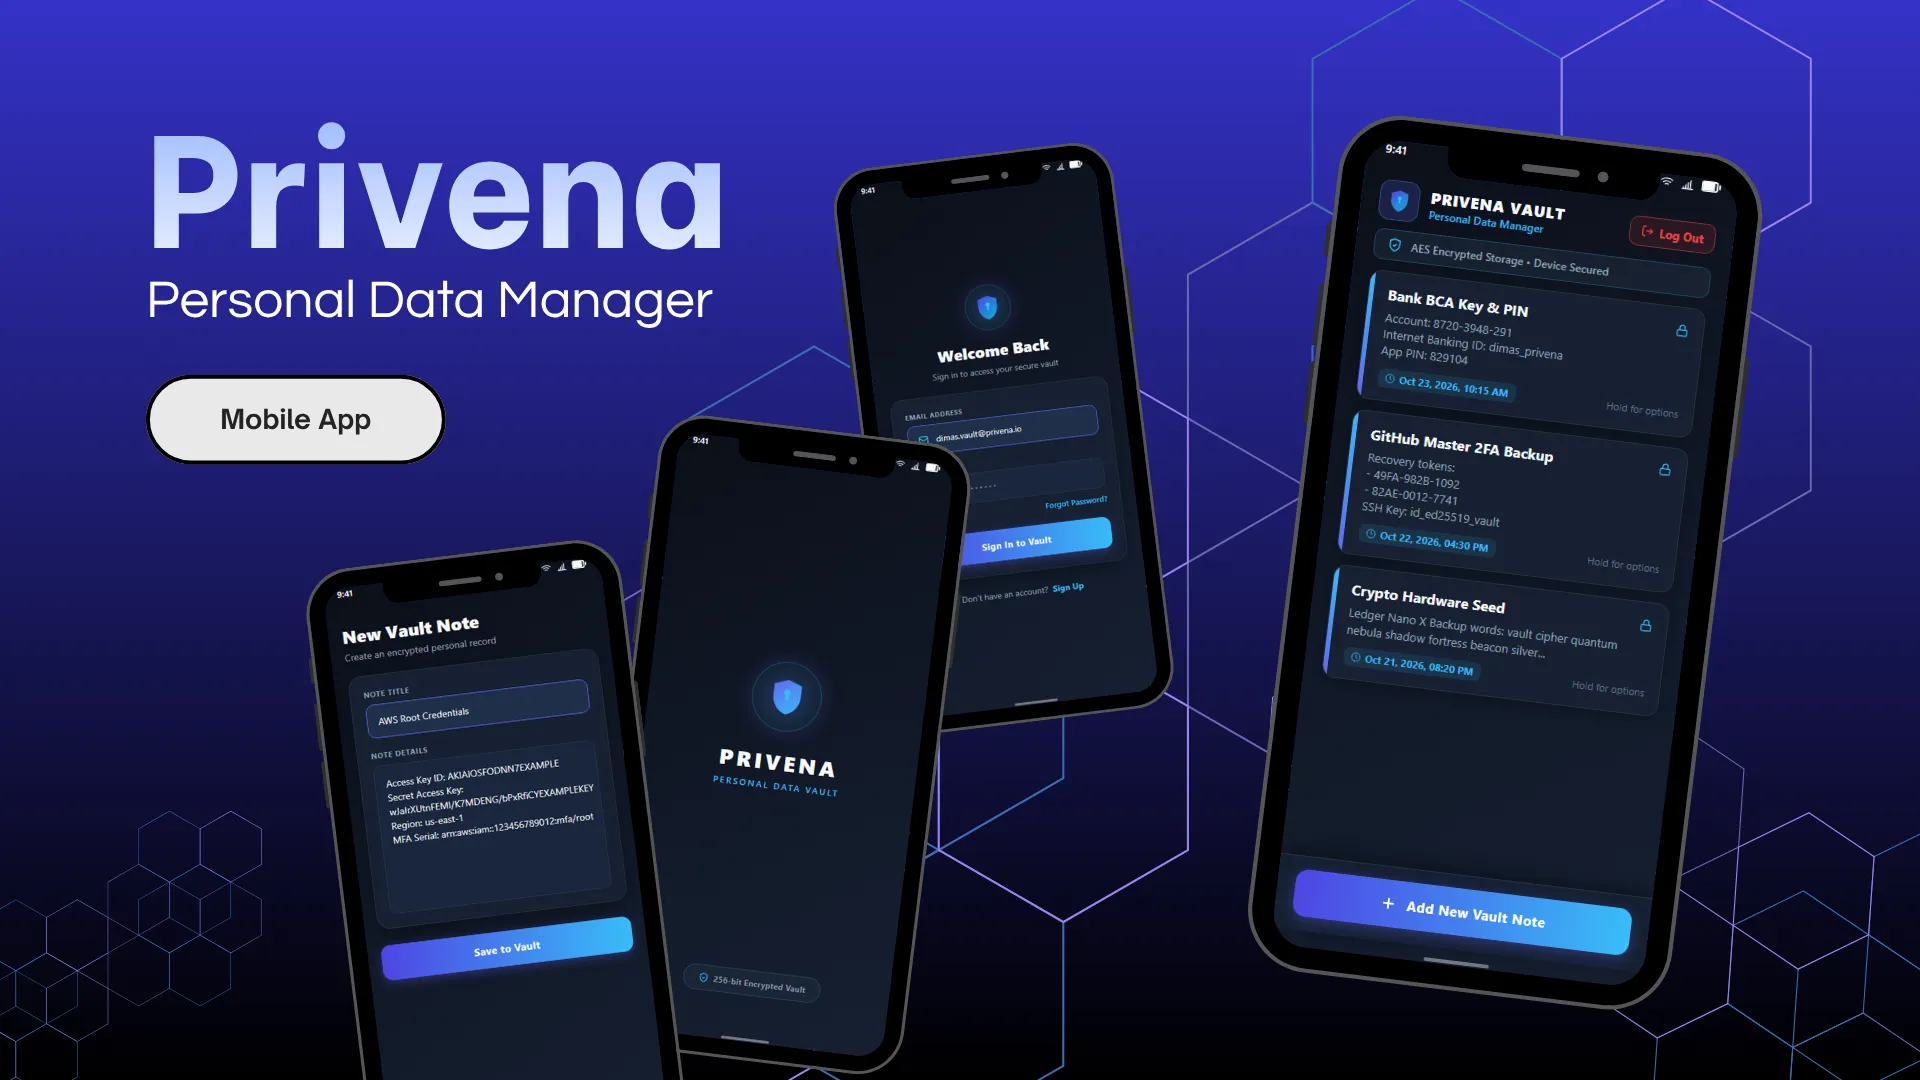 Privena
Personal Data Manager
Mobile App
9:41
New Vault Note
Create an encrypted personal record
NOTE TITLE
AWS Root Credentials
NOTE DETAILS
Access Key ID: AKIAIOSFODNN7EXAMPLE
Secret Access Key:
wJalrXUtnFEMI/K7MDENG/bPxRfiCYEXAMPLEKEY
Region: us-east-1
MFA Serial: arn:aws:iam::123456789012:mfa/root
Save to Vault
9:41
PRIVENA
PERSONAL DATA VAULT
256-bit Encrypted Vault
9:41
Welcome Back
Sign in to access your secure vault
EMAIL ADDRESS
dimas.vault@privena.io
Forgot Password?
Sign In to Vault
Don't have an account? Sign Up
9:41
PRIVENA VAULT
Personal Data Manager
Log Out
AES Encrypted Storage • Device Secured
Bank BCA Key & PIN
Account: 8720-3948-291
Internet Banking ID: dimas_privena
App PIN: 829104
Oct 23, 2026, 10:15 AM
Hold for options
GitHub Master 2FA Backup
Recovery tokens:
- 49FA-982B-1092
- 82AE-0012-7741
SSH Key: id_ed25519_vault
Oct 22, 2026, 04:30 PM
Hold for options
Crypto Hardware Seed
Ledger Nano X Backup words: vault cipher quantum
nebula shadow fortress beacon silver...
Oct 21, 2026, 08:20 PM
Hold for options
+ Add New Vault Note